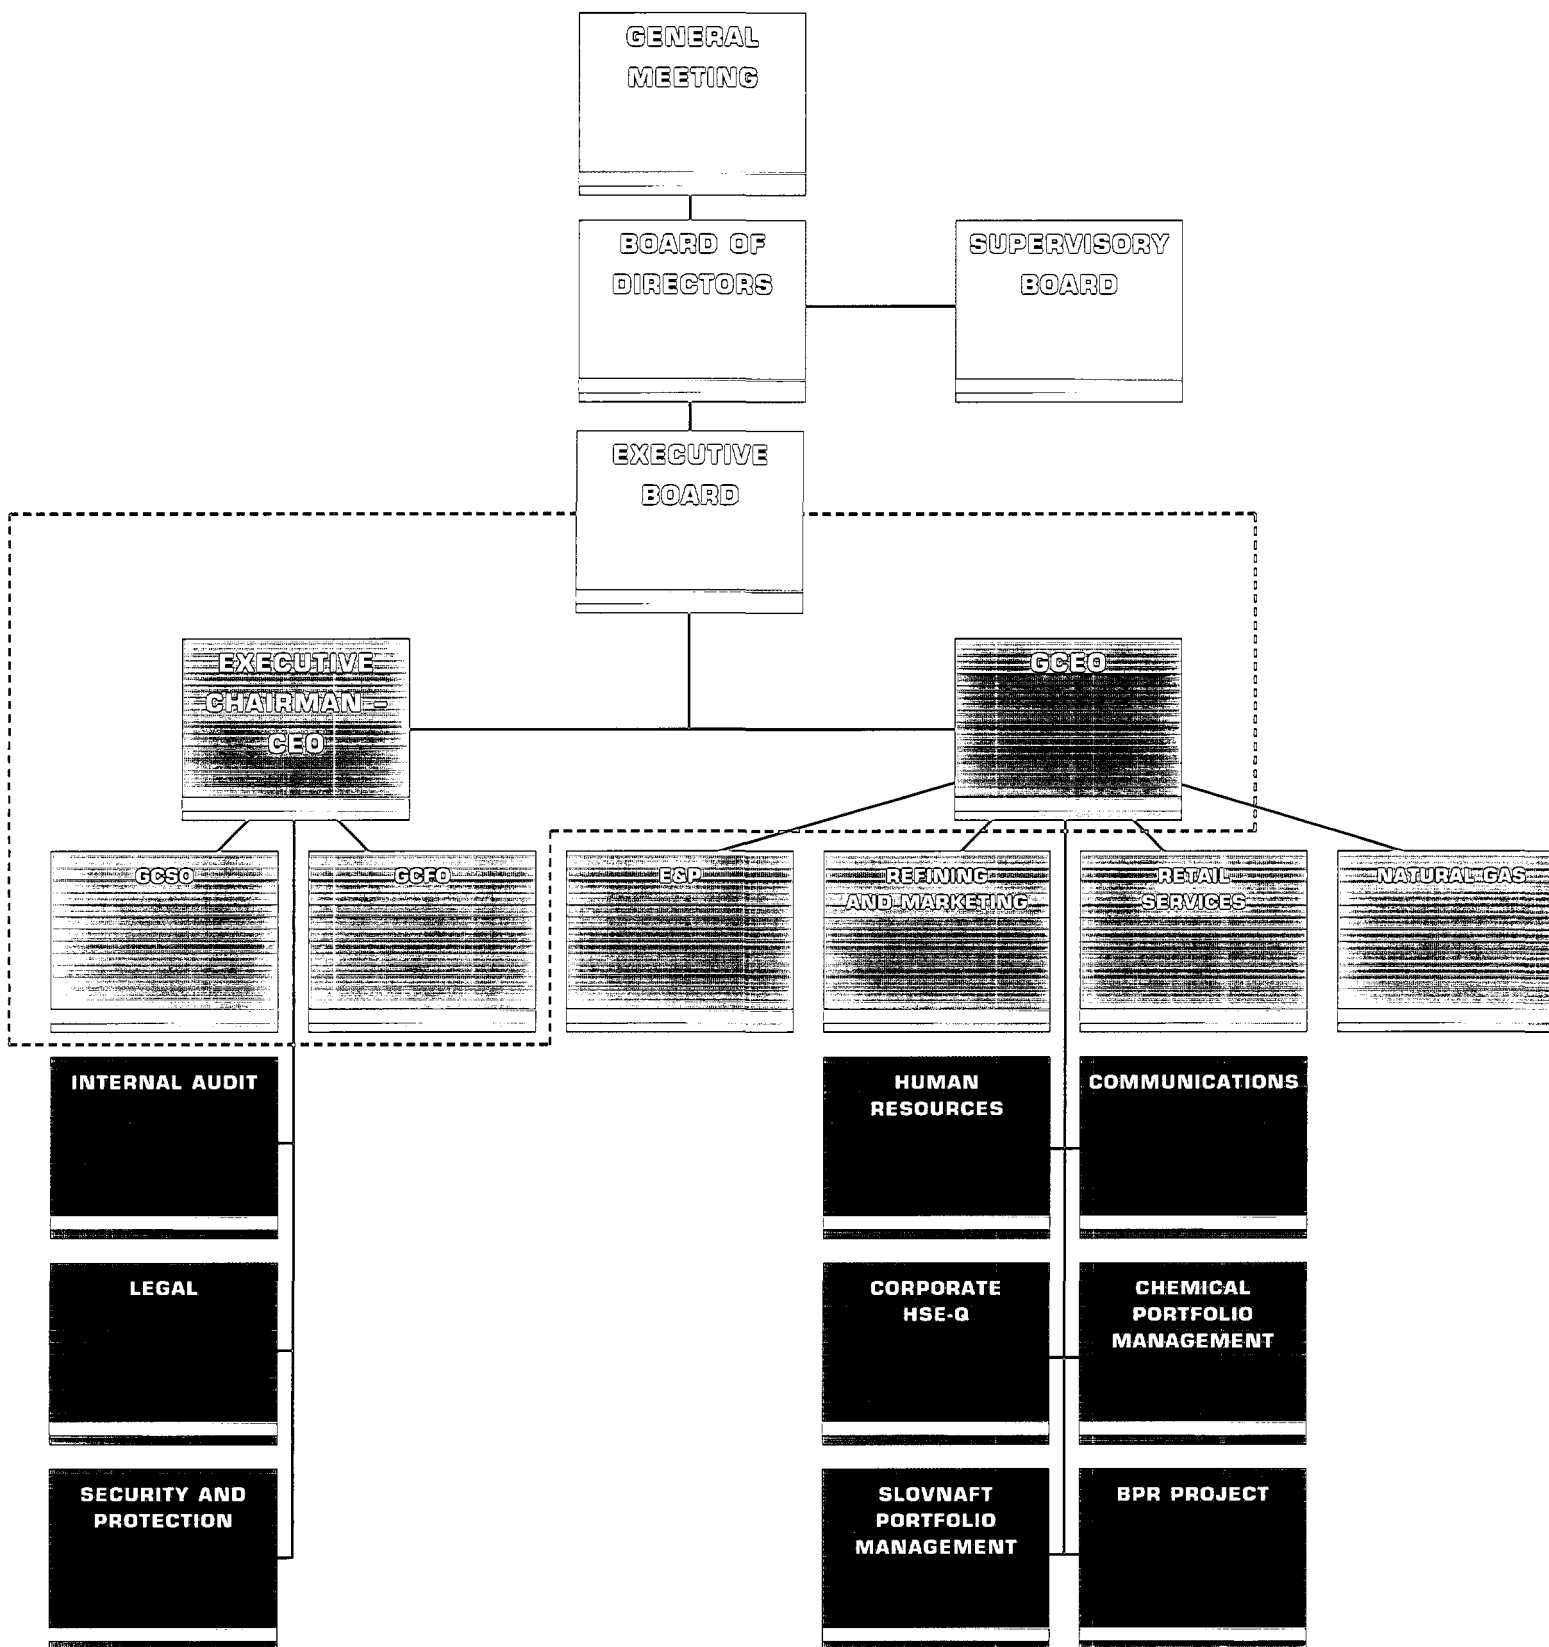 GENERAL
MEETING
BOARD OF
DIRECTORS
SUPERVISORY
BOARD
EXECUTIVE
BOARD
EXECUTIVE
CHAIRMAN –
CEO
GCEO
GCSO
GCFO
E&P
REFINING
AND MARKETING
RETAIL
SERVICES
NATURAL GAS
INTERNAL AUDIT
HUMAN
RESOURCES
COMMUNICATIONS
LEGAL
CORPORATE
HSE-Q
CHEMICAL
PORTFOLIO
MANAGEMENT
SECURITY AND
PROTECTION
SLOVNAFT
PORTFOLIO
MANAGEMENT
BPR PROJECT